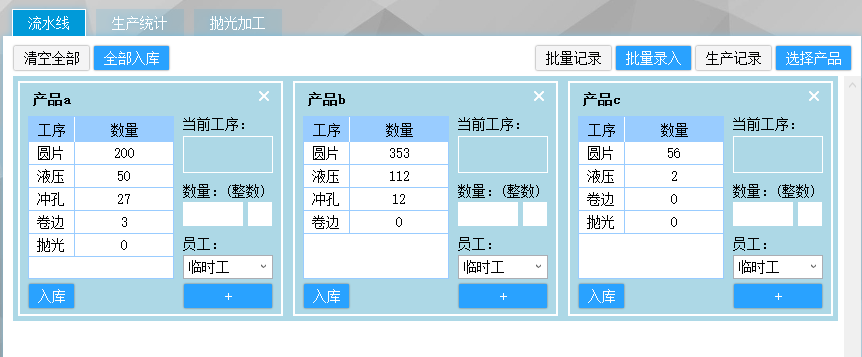 流水线 生产统计 抛光加工
清空全部 全部入库 批量记录 批量录入 生产记录 选择产品
产品a
工序 数量
圆片 200
液压 50
冲孔 27
卷边 3
抛光 0
当前工序：
数量：(整数)
员工：
临时工
入库 +
产品b
工序 数量
圆片 353
液压 112
冲孔 12
卷边 0
当前工序：
数量：(整数)
员工：
临时工
入库 +
产品c
工序 数量
圆片 56
液压 2
卷边 0
抛光 0
当前工序：
数量：(整数)
员工：
临时工
入库 +